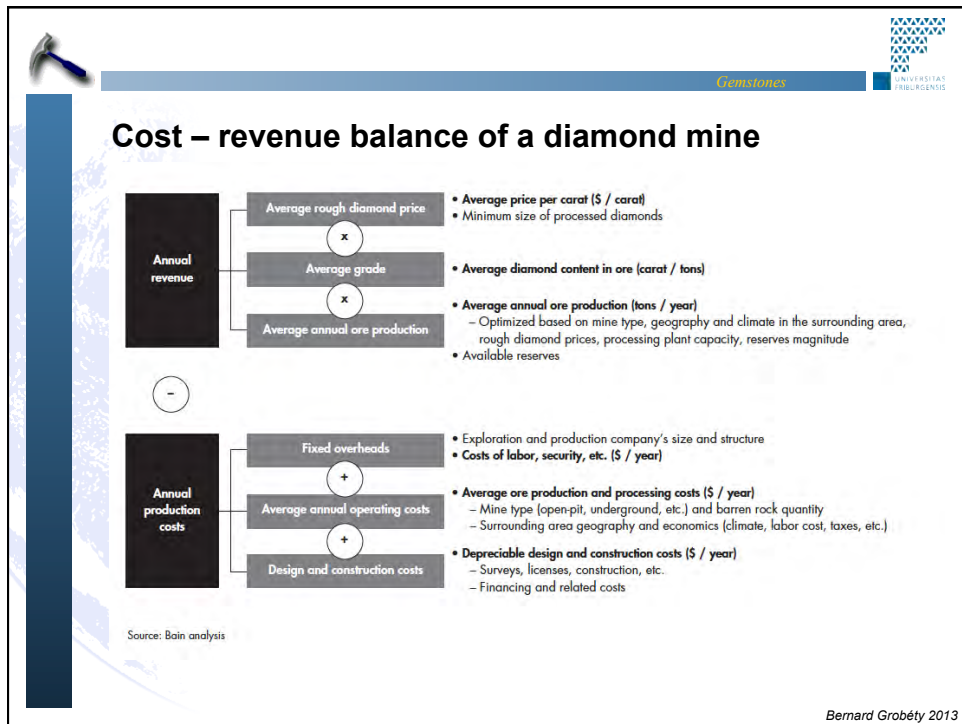 Gemstones
UNIVERSITAS
FRIBURGENSIS
Cost – revenue balance of a diamond mine
Annual
revenue
Average rough diamond price
• Average price per carat ($ / carat)
• Minimum size of processed diamonds
x
Average grade
• Average diamond content in ore (carat / tons)
x
Average annual ore production
• Average annual ore production (tons / year)
– Optimized based on mine type, geography and climate in the surrounding area,
rough diamond prices, processing plant capacity, reserves magnitude
• Available reserves
–
Annual
production
costs
Fixed overheads
• Exploration and production company's size and structure
• Costs of labor, security, etc. ($ / year)
+
Average annual operating costs
• Average ore production and processing costs ($ / year)
– Mine type (open-pit, underground, etc.) and barren rock quantity
– Surrounding area geography and economics (climate, labor cost, taxes, etc.)
+
Design and construction costs
• Depreciable design and construction costs ($ / year)
– Surveys, licenses, construction, etc.
– Financing and related costs
Source: Bain analysis
Bernard Grobéty 2013